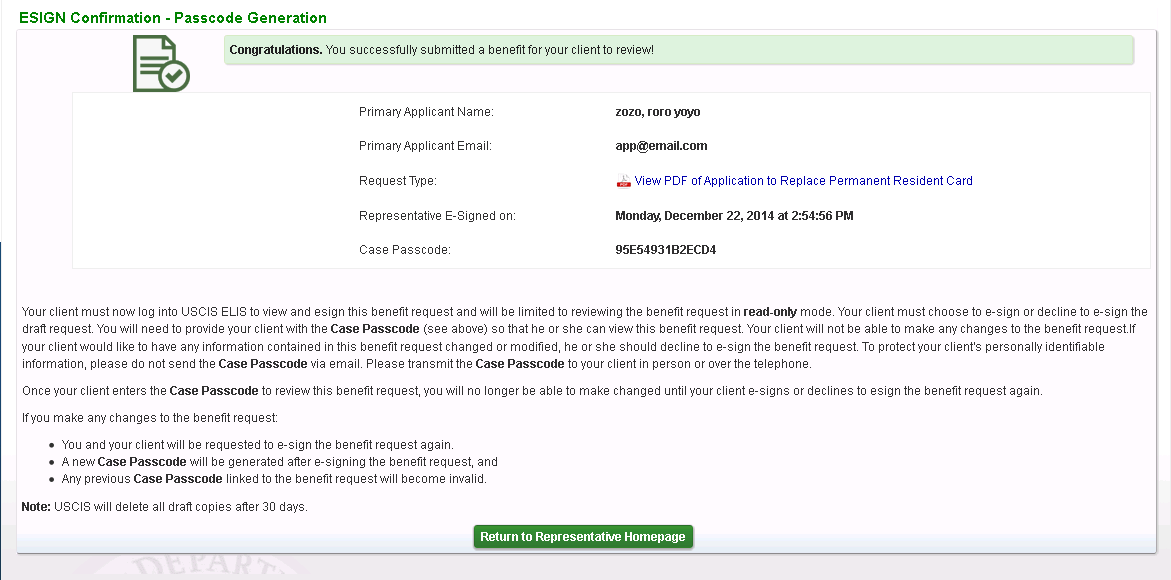 ESIGN Confirmation - Passcode Generation
Congratulations. You successfully submitted a benefit for your client to review!
Primary Applicant Name: zozo, roro yoyo
Primary Applicant Email: app@email.com
Request Type: View PDF of Application to Replace Permanent Resident Card
Representative E-Signed on: Monday, December 22, 2014 at 2:54:56 PM
Case Passcode: 95E54931B2ECD4
Your client must now log into USCIS ELIS to view and esign this benefit request and will be limited to reviewing the benefit request in read-only mode. Your client must choose to e-sign or decline to e-sign the
draft request. You will need to provide your client with the Case Passcode (see above) so that he or she can view this benefit request. Your client will not be able to make any changes to the benefit request.If
your client would like to have any information contained in this benefit request changed or modified, he or she should decline to e-sign the benefit request. To protect your client's personally identifiable
information, please do not send the Case Passcode via email. Please transmit the Case Passcode to your client in person or over the telephone.
Once your client enters the Case Passcode to review this benefit request, you will no longer be able to make changed until your client e-signs or declines to esign the benefit request again.
If you make any changes to the benefit request:
• You and your client will be requested to e-sign the benefit request again.
• A new Case Passcode will be generated after e-signing the benefit request, and
• Any previous Case Passcode linked to the benefit request will become invalid.
Note: USCIS will delete all draft copies after 30 days.
Return to Representative Homepage